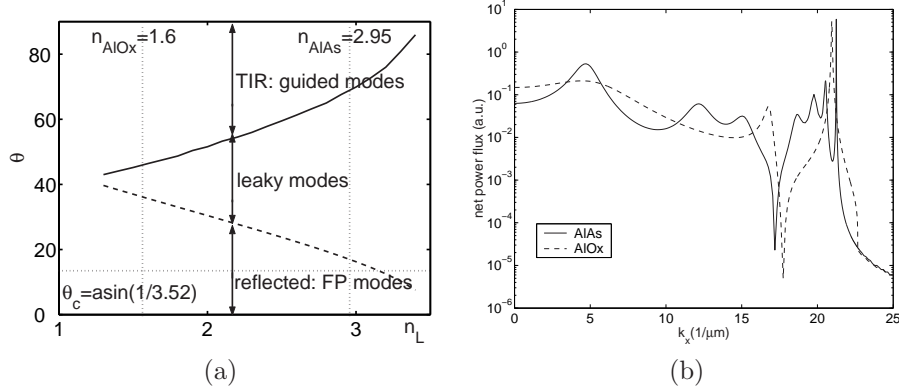 n_AlOx=1.6
n_AlAs=2.95
80
60
40
20
0
θ
TIR: guided modes
leaky modes
reflected: FP modes
θ_c=asin(1/3.52)
1
2
3
n_L
(a)
10^1
10^0
10^-1
10^-2
10^-3
10^-4
10^-5
10^-6
net power flux (a.u.)
AlAs
AlOx
0
5
10
15
20
25
k_x(1/μm)
(b)